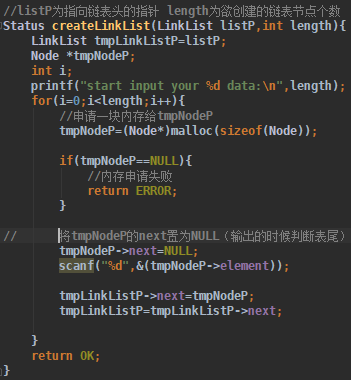 //listP为指向链表头的指针 length为欲创建的链表节点个数
Status createLinkList(LinkList listP,int length){
LinkList tmpLinkListP=listP;
Node *tmpNodeP;
int i;
printf("start input your %d data:\n",length);
for(i=0;i<length;i++){
//申请一块内存给tmpNodeP
tmpNodeP=(Node*)malloc(sizeof(Node));
if(tmpNodeP==NULL){
//内存申请失败
return ERROR;
}
// 将tmpNodeP的next置为NULL（输出的时候判断表尾）
tmpNodeP->next=NULL;
scanf("%d",&(tmpNodeP->element));
tmpLinkListP->next=tmpNodeP;
tmpLinkListP=tmpLinkListP->next;
}
return OK;
}